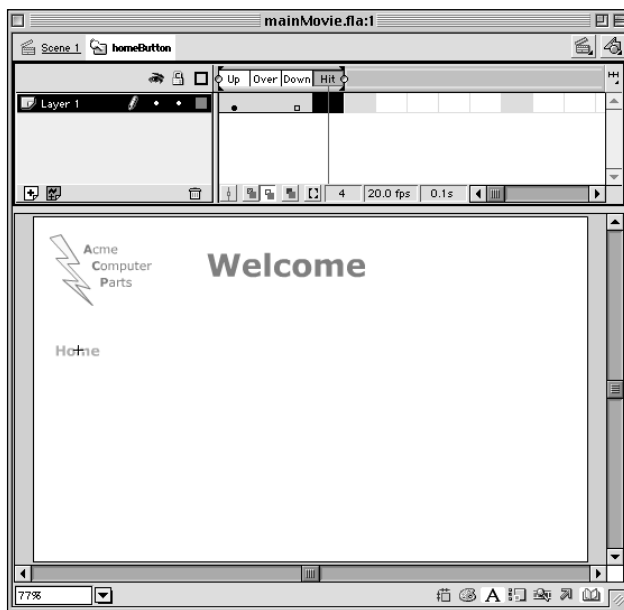 mainMovie.fla:1
Scene 1 homeButton
Up Over Down Hit
Layer 1
4 20.0 fps 0.1s
Acme
Computer
Parts
Welcome
Home
77%
A